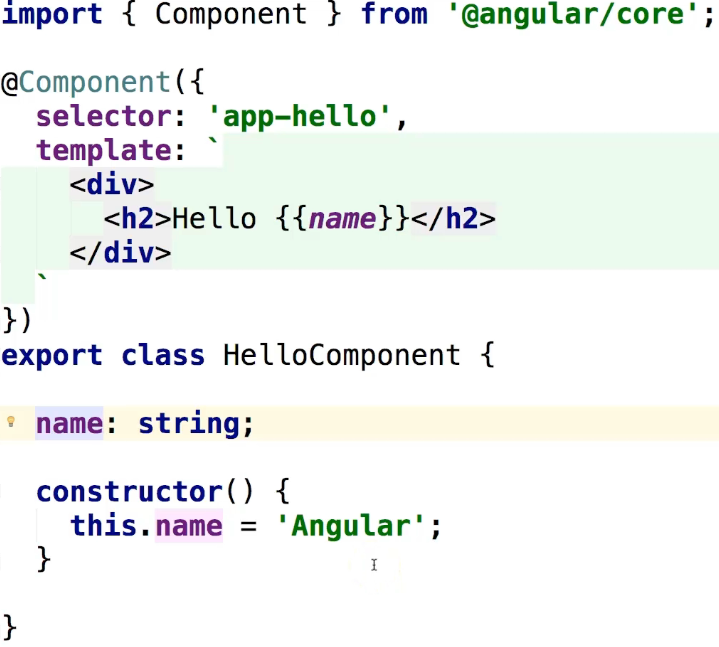 import { Component } from '@angular/core';
@Component({
selector: 'app-hello',
template: `
<div>
<h2>Hello {{name}}</h2>
</div>
`
})
export class HelloComponent {
name: string;
constructor() {
this.name = 'Angular';
}
}